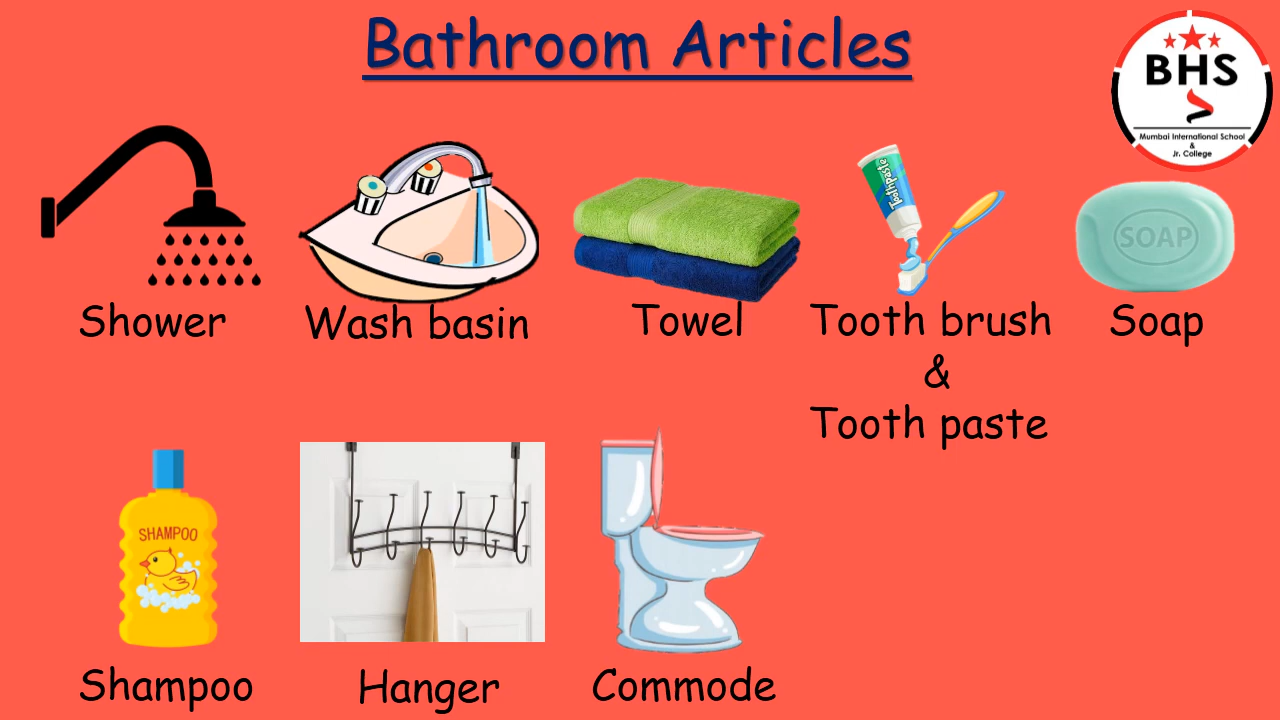 Bathroom Articles
BHS
Mumbai International School
&
Jr. College
Toothpaste
SOAP
Shower
Wash basin
Towel
Tooth brush
&
Tooth paste
Soap
SHAMPOO
Shampoo
Hanger
Commode